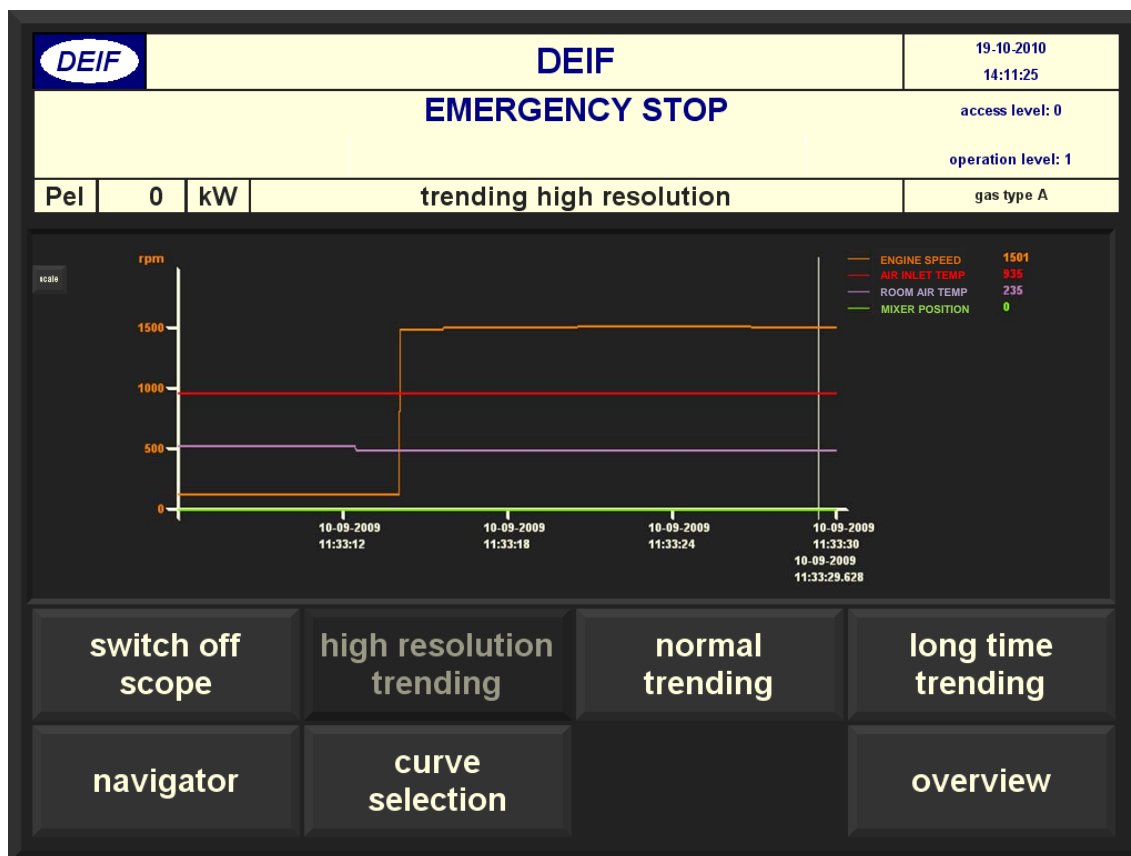 DEIF
DEIF
19-10-2010
14:11:25
EMERGENCY STOP
access level: 0
operation level: 1
Pel 0 kW
trending high resolution
gas type A
scale
rpm
1500
1000
500
0
ENGINE SPEED 1501
AIR INLET TEMP 935
ROOM AIR TEMP 235
MIXER POSITION 0
10-09-2009
11:33:12
10-09-2009
11:33:18
10-09-2009
11:33:24
10-09-2009
11:33:30
10-09-2009
11:33:29.628
switch off
scope
high resolution
trending
normal
trending
long time
trending
navigator
curve
selection
overview